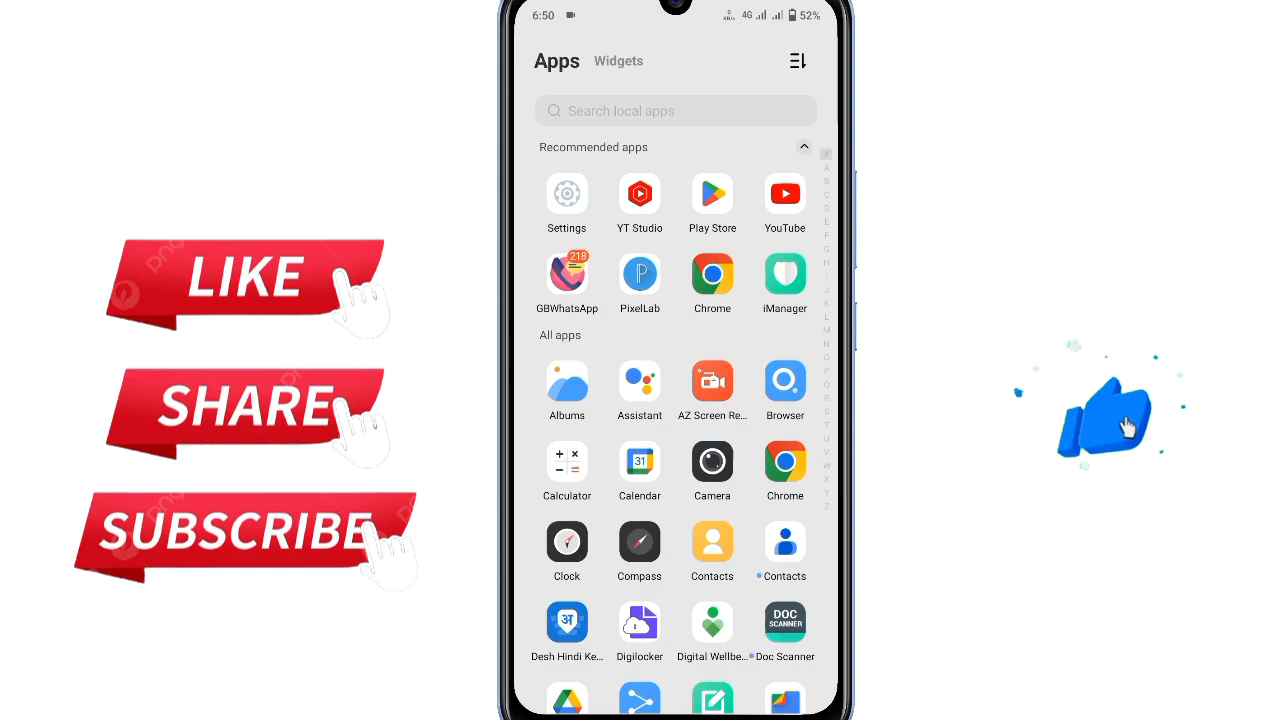 6:50
0
KB/s
4G
52%
Apps
Widgets
Search local apps
Recommended apps
Settings
YT Studio
Play Store
YouTube
218
GBWhatsApp
PixelLab
Chrome
iManager
All apps
Albums
Assistant
AZ Screen Re...
Browser
31
Calculator
Calendar
Camera
Chrome
Clock
Compass
Contacts
Contacts
अ
DOC
SCANNER
Desh Hindi Ke...
Digilocker
Digital Wellbe...
Doc Scanner
A
B
C
D
E
F
G
H
I
J
K
L
M
N
O
P
Q
R
S
T
U
V
W
X
Y
Z
LIKE
SHARE
SUBSCRIBE